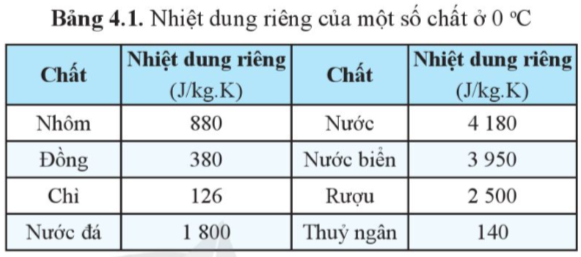 Bảng 4.1. Nhiệt dung riêng của một số chất ở 0 °C
Chất Nhiệt dung riêng (J/kg.K) Chất Nhiệt dung riêng (J/kg.K)
Nhôm 880 Nước 4 180
Đồng 380 Nước biển 3 950
Chì 126 Rượu 2 500
Nước đá 1 800 Thuỷ ngân 140